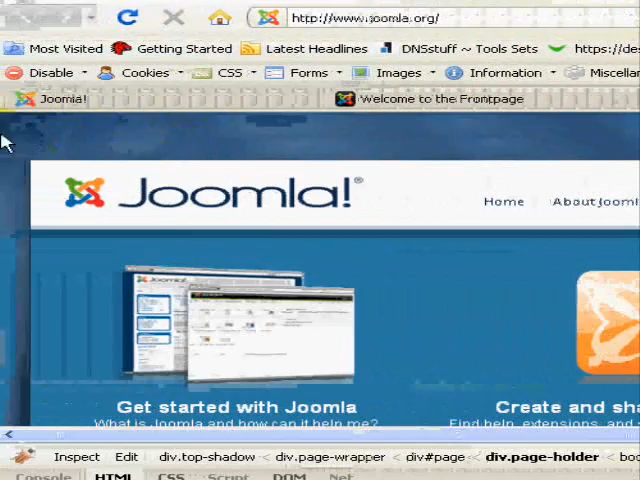 http://www.joomla.org/
Most Visited Getting Started Latest Headlines DNSstuff ~ Tools Sets https://de
Disable Cookies CSS Forms Images Information Miscella
Joomla! Welcome to the Frontpage
Joomla!®
Home About Jooml
Joomla!
Get started with Joomla Create and sha
What is Joomla and how can it help me? Find help, extensions, and
Inspect Edit div.top-shadow < div.page-wrapper < div#page < div.page-holder < bo
Console HTML CSS Script DOM Net